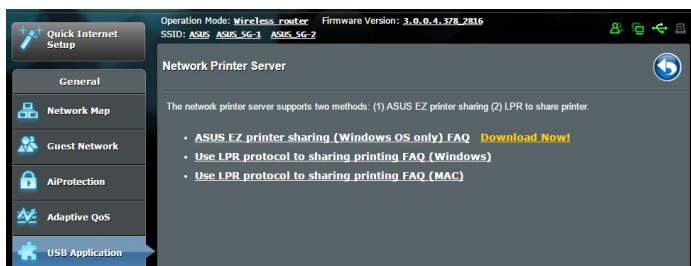 Quick Internet
Setup
Operation Mode: Wireless router Firmware Version: 3.0.0.4.378_2816
SSID: ASUS ASUS_5G-1 ASUS_5G-2
General
Network Map
Guest Network
AiProtection
Adaptive QoS
USB Application
Network Printer Server
The network printer server supports two methods: (1) ASUS EZ printer sharing (2) LPR to share printer.
• ASUS EZ printer sharing (Windows OS only) FAQ Download Now!
• Use LPR protocol to sharing printing FAQ (Windows)
• Use LPR protocol to sharing printing FAQ (MAC)